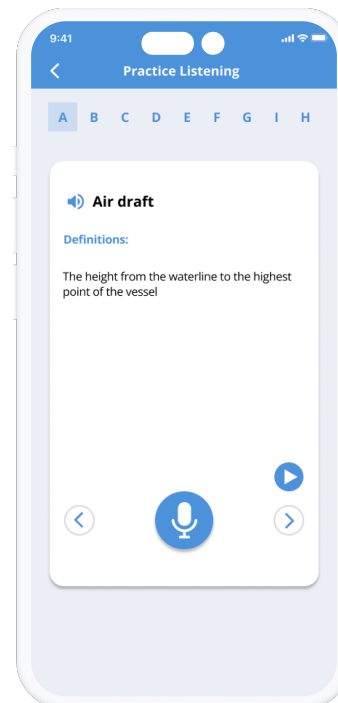 9:41
Practice Listening
A B C D E F G I H
Air draft
Definitions:
The height from the waterline to the highest
point of the vessel